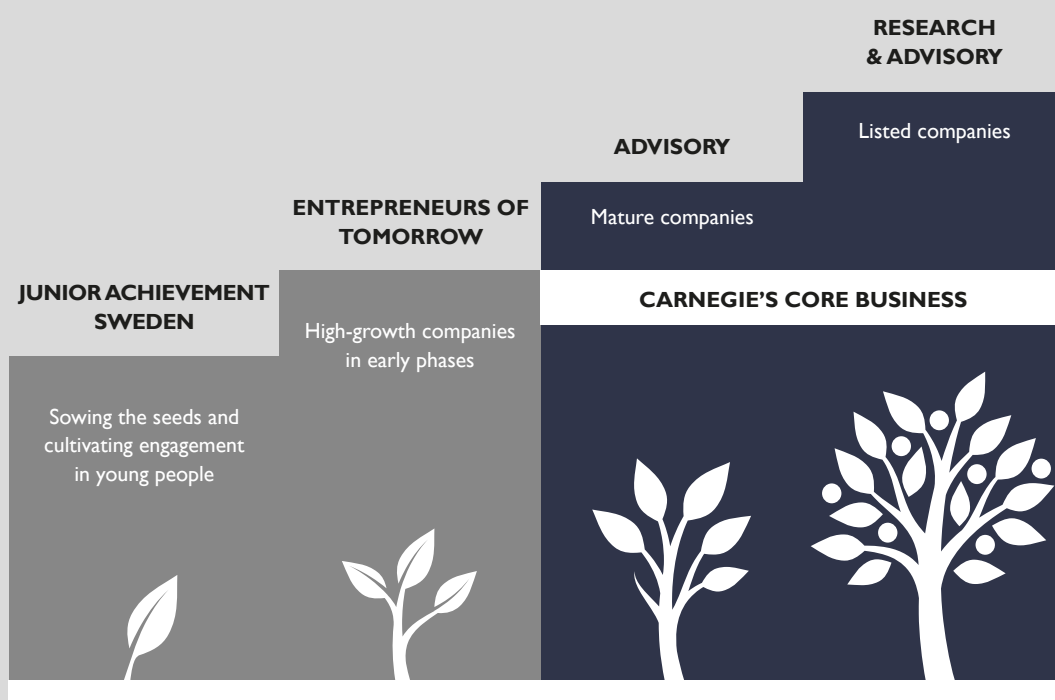 RESEARCH
& ADVISORY
Listed companies
ADVISORY
Mature companies
ENTREPRENEURS OF
TOMORROW
CARNEGIE’S CORE BUSINESS
JUNIOR ACHIEVEMENT
SWEDEN
High-growth companies
in early phases
Sowing the seeds and
cultivating engagement
in young people